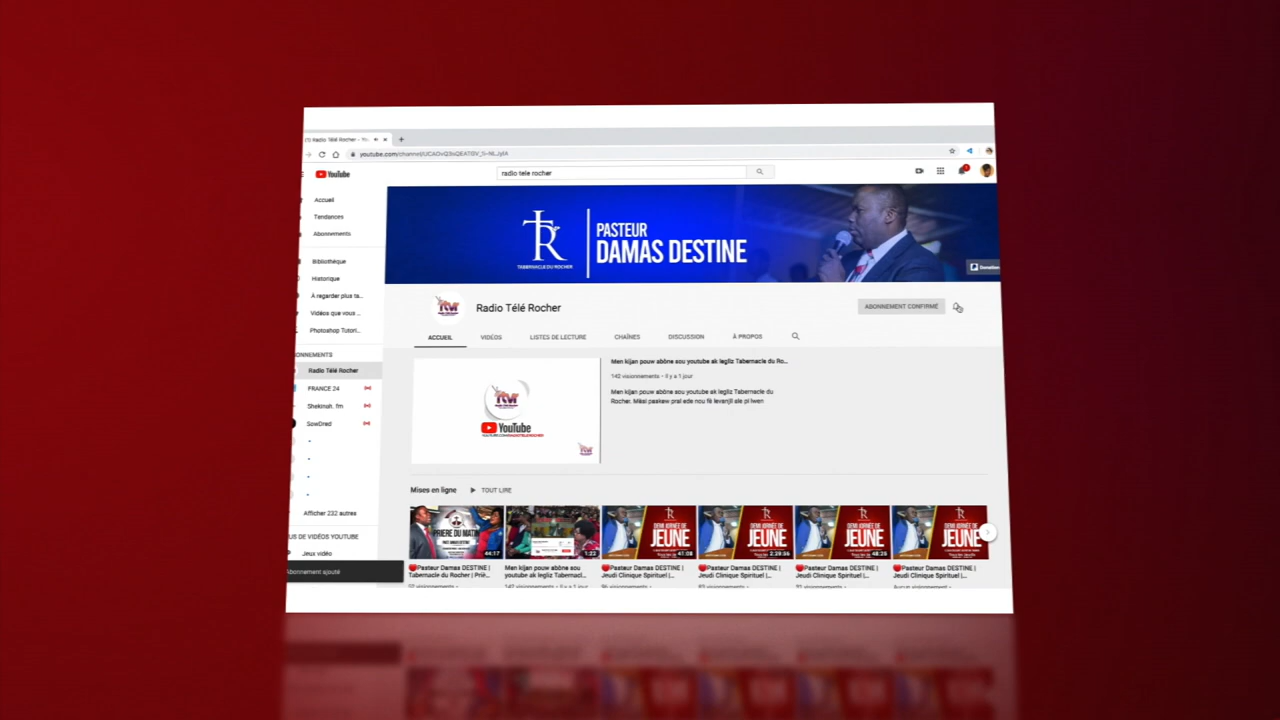 (1) Radio Télé Rocher - Yo
radio tele rocher
YouTube
Accueil
Tendances
Abonnements
Bibliothèque
Historique
À regarder plus ta...
Vidéos que vous ...
Photoshop Tutori...
ONNEMENTS
Radio Télé Rocher
FRANCE 24
Shekinah. fm
SowDred
Afficher 232 autres
US DE VIDÉOS YOUTUBE
Jeux vidéo
Abonnement ajouté
TR
TABERNACLE DU ROCHER
PASTEUR
DAMAS DESTINE
Donation
Radio Télé Rocher
ABONNEMENT CONFIRMÉ
ACCUEIL VIDÉOS LISTES DE LECTURE CHAÎNES DISCUSSION À PROPOS
YouTube
YOUTUBE.COM/RADIOTELEROCHER
Men kijan pouw abòne sou youtube ak legliz Tabernacle du Ro...
142 visionnements • il y a 1 jour
Men kijan pouw abòne sou youtube ak legliz Tabernacle du
Rocher. Mèsi paskew pral ede nou fè levanjil ale pi lwen
Mises en ligne TOUT LIRE
PRIERE DU MATIN
44:17
1:22
DEMI JOURNÉE DE
JEUNE
41:08
DEMI JOURNÉE DE
JEUNE
2:29:56
DEMI JOURNÉE DE
JEUNE
48:25
DEMI JOURNÉE DE
JEUNE
Pasteur Damas DESTINE |
Tabernacle du Rocher | Priè...
Men kijan pouw abòne sou
youtube ak legliz Tabernacl...
142 visionnements • il y a 1 jour
Pasteur Damas DESTINE |
Jeudi Clinique Spirituel |...
Pasteur Damas DESTINE |
Jeudi Clinique Spirituel |...
Pasteur Damas DESTINE |
Jeudi Clinique Spirituel |...
Pasteur Damas DESTINE |
Jeudi Clinique Spirituel |...